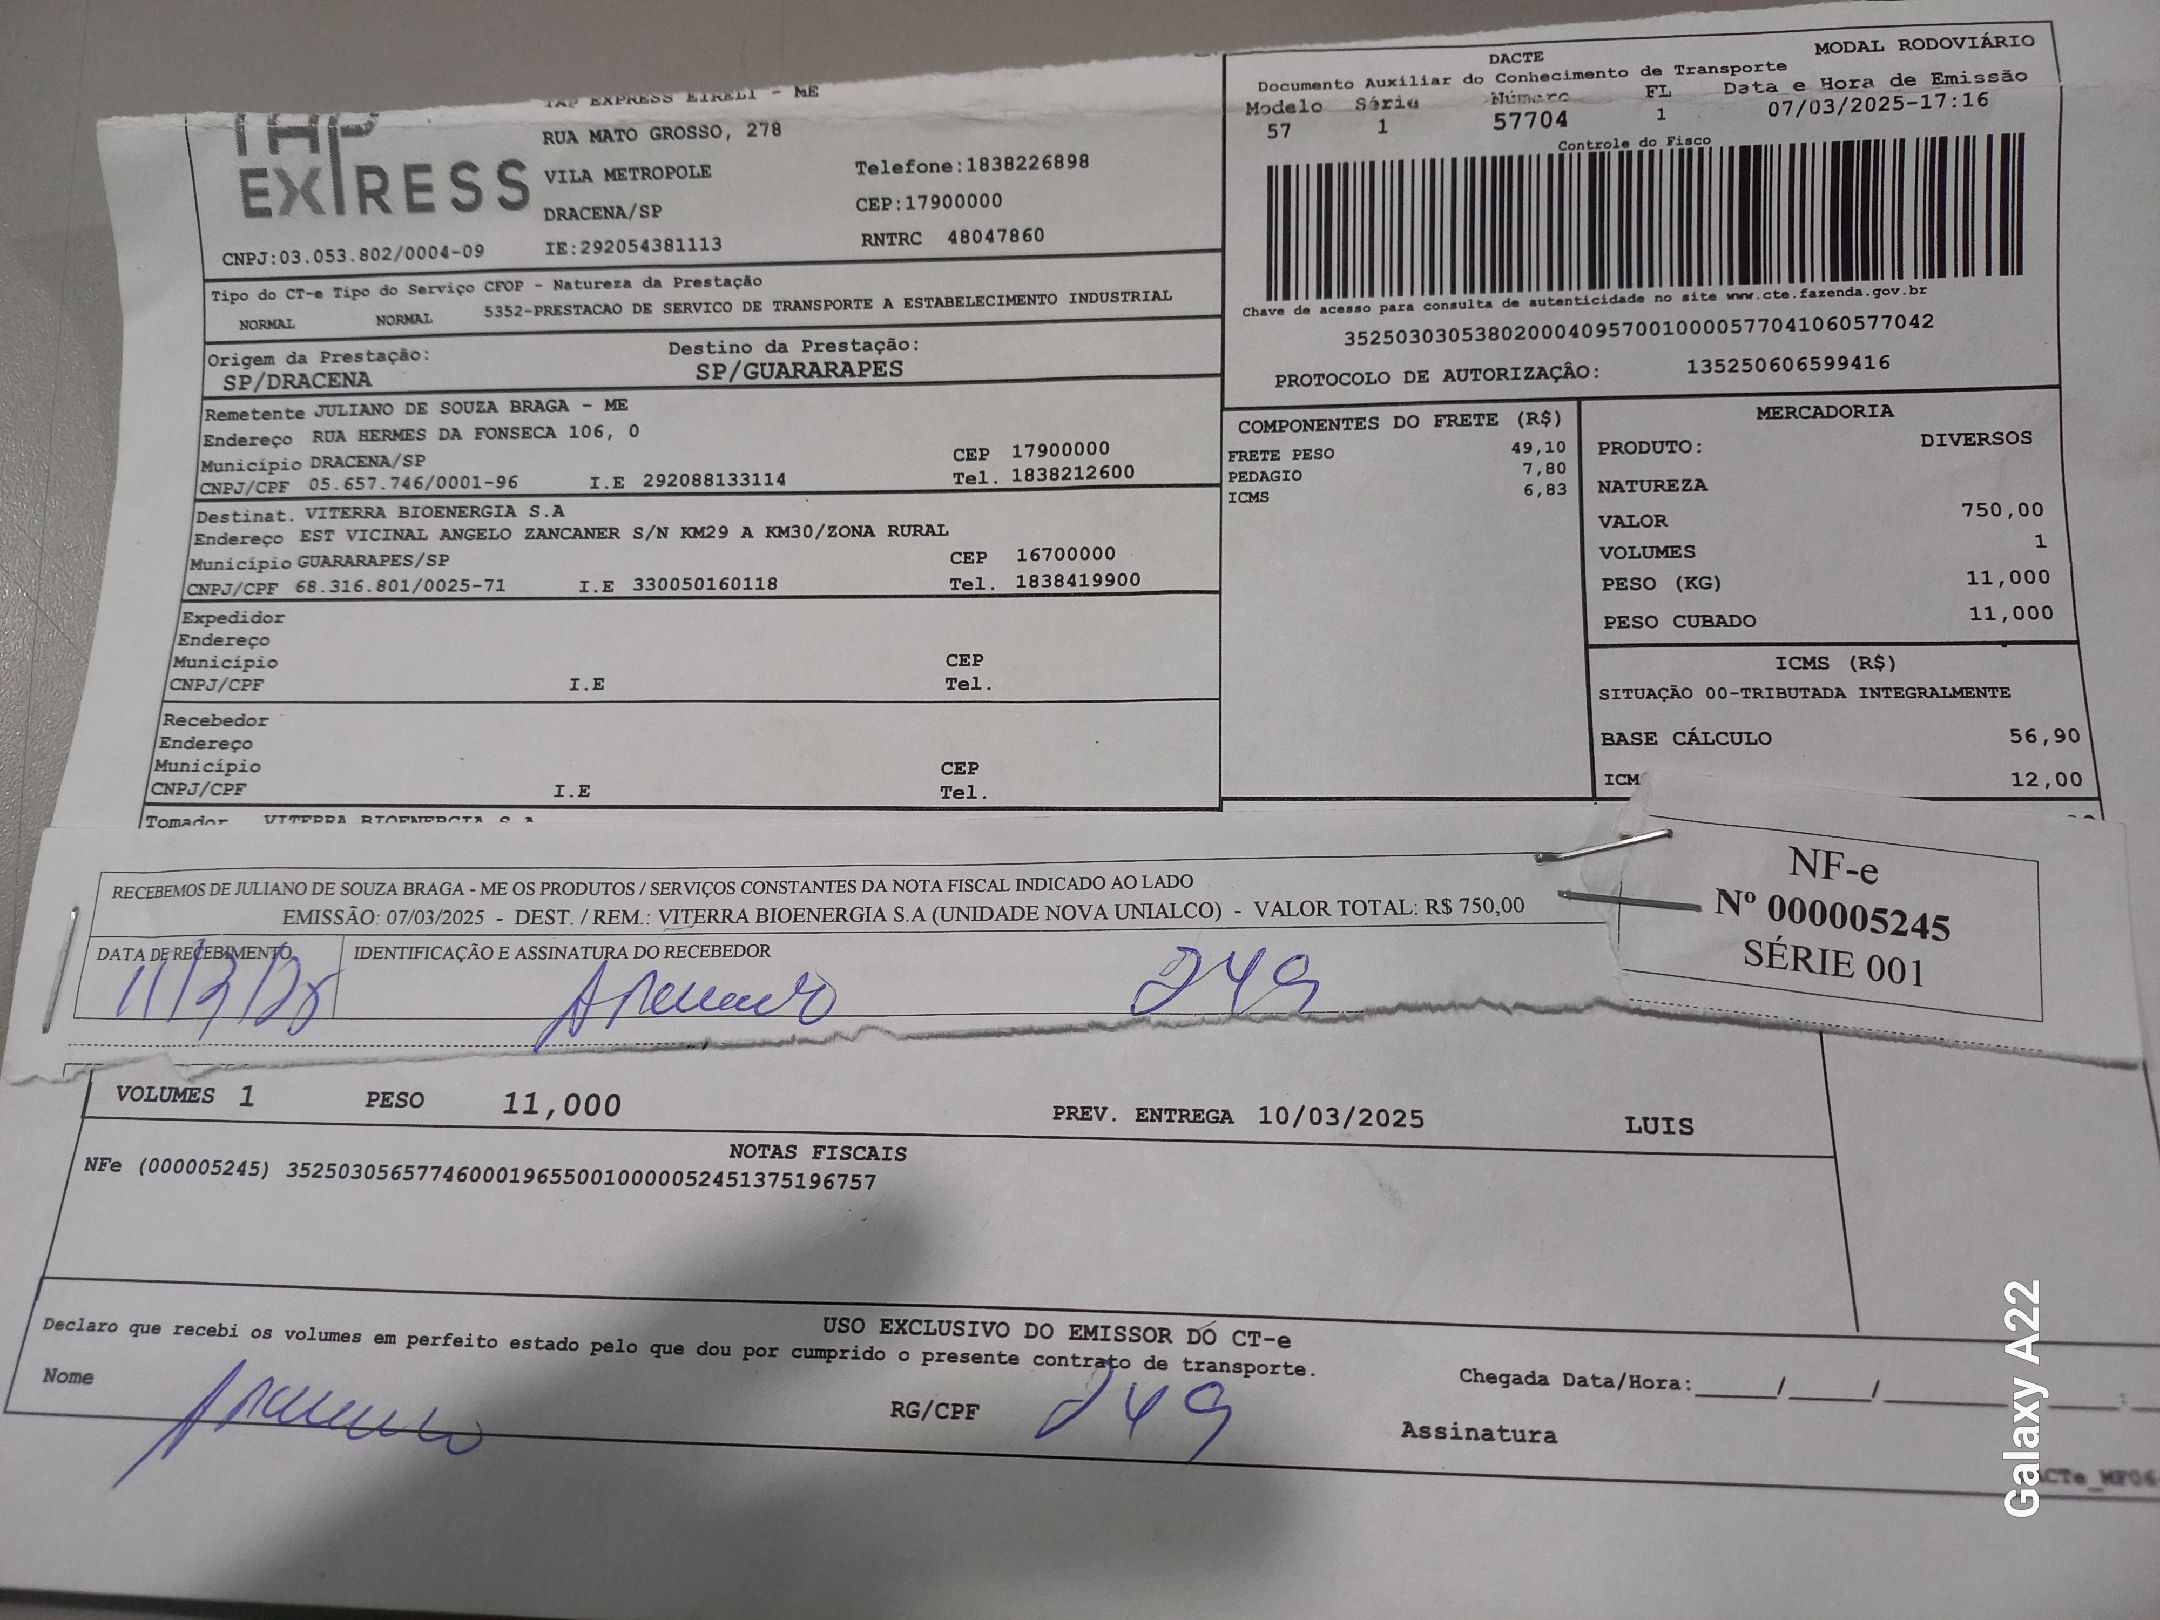 TAP EXPRESS EIRELI - ME
TAP
EXPRESS
RUA MATO GROSSO, 278
VILA METROPOLE
Telefone:1838226898
DRACENA/SP
CEP:17900000
CNPJ:03.053.802/0004-09
IE:292054381113
RNTRC 48047860
DACTE
MODAL RODOVIÁRIO
Documento Auxiliar do Conhecimento de Transporte
Modelo Série Número FL Data e Hora de Emissão
57 1 57704 1 07/03/2025-17:16
Controle do Fisco
Chave de acesso para consulta de autenticidade no site www.cte.fazenda.gov.br
35250303053802000409570010000577041060577042
PROTOCOLO DE AUTORIZAÇÃO: 135250606599416
Tipo do CT-e Tipo do Serviço CFOP - Natureza da Prestação
NORMAL NORMAL 5352-PRESTACAO DE SERVICO DE TRANSPORTE A ESTABELECIMENTO INDUSTRIAL
Origem da Prestação: Destino da Prestação:
SP/DRACENA SP/GUARARAPES
Remetente JULIANO DE SOUZA BRAGA - ME
Endereço RUA HERMES DA FONSECA 106, 0
Município DRACENA/SP CEP 17900000
CNPJ/CPF 05.657.746/0001-96 I.E 292088133114 Tel. 1838212600
Destinat. VITERRA BIOENERGIA S.A
Endereço EST VICINAL ANGELO ZANCANER S/N KM29 A KM30/ZONA RURAL
Município GUARARAPES/SP CEP 16700000
CNPJ/CPF 68.316.801/0025-71 I.E 330050160118 Tel. 1838419900
Expedidor
Endereço
Município CEP
CNPJ/CPF I.E Tel.
Recebedor
Endereço
Município CEP
CNPJ/CPF I.E Tel.
Tomador VITERRA BIOENERGIA S.A
COMPONENTES DO FRETE (R$)
FRETE PESO 49,10
PEDAGIO 7,80
ICMS 6,83
MERCADORIA
PRODUTO: DIVERSOS
NATUREZA
VALOR 750,00
VOLUMES 1
PESO (KG) 11,000
PESO CUBADO 11,000
ICMS (R$)
SITUAÇÃO 00-TRIBUTADA INTEGRALMENTE
BASE CÁLCULO 56,90
ICM 12,00
RECEBEMOS DE JULIANO DE SOUZA BRAGA - ME OS PRODUTOS / SERVIÇOS CONSTANTES DA NOTA FISCAL INDICADO AO LADO
EMISSÃO: 07/03/2025 - DEST. / REM.: VITERRA BIOENERGIA S.A (UNIDADE NOVA UNIALCO) - VALOR TOTAL: R$ 750,00
DATA DE RECEBIMENTO IDENTIFICAÇÃO E ASSINATURA DO RECEBEDOR
11/3/25 249
NF-e
Nº 000005245
SÉRIE 001
VOLUMES 1 PESO 11,000 PREV. ENTREGA 10/03/2025 LUIS
NOTAS FISCAIS
NFe (000005245) 35250305657746000196550010000052451375196757
USO EXCLUSIVO DO EMISSOR DO CT-e
Declaro que recebi os volumes em perfeito estado pelo que dou por cumprido o presente contrato de transporte.
Nome RG/CPF 249
Chegada Data/Hora:_____/_____/_____ :
Assinatura
Galaxy A22